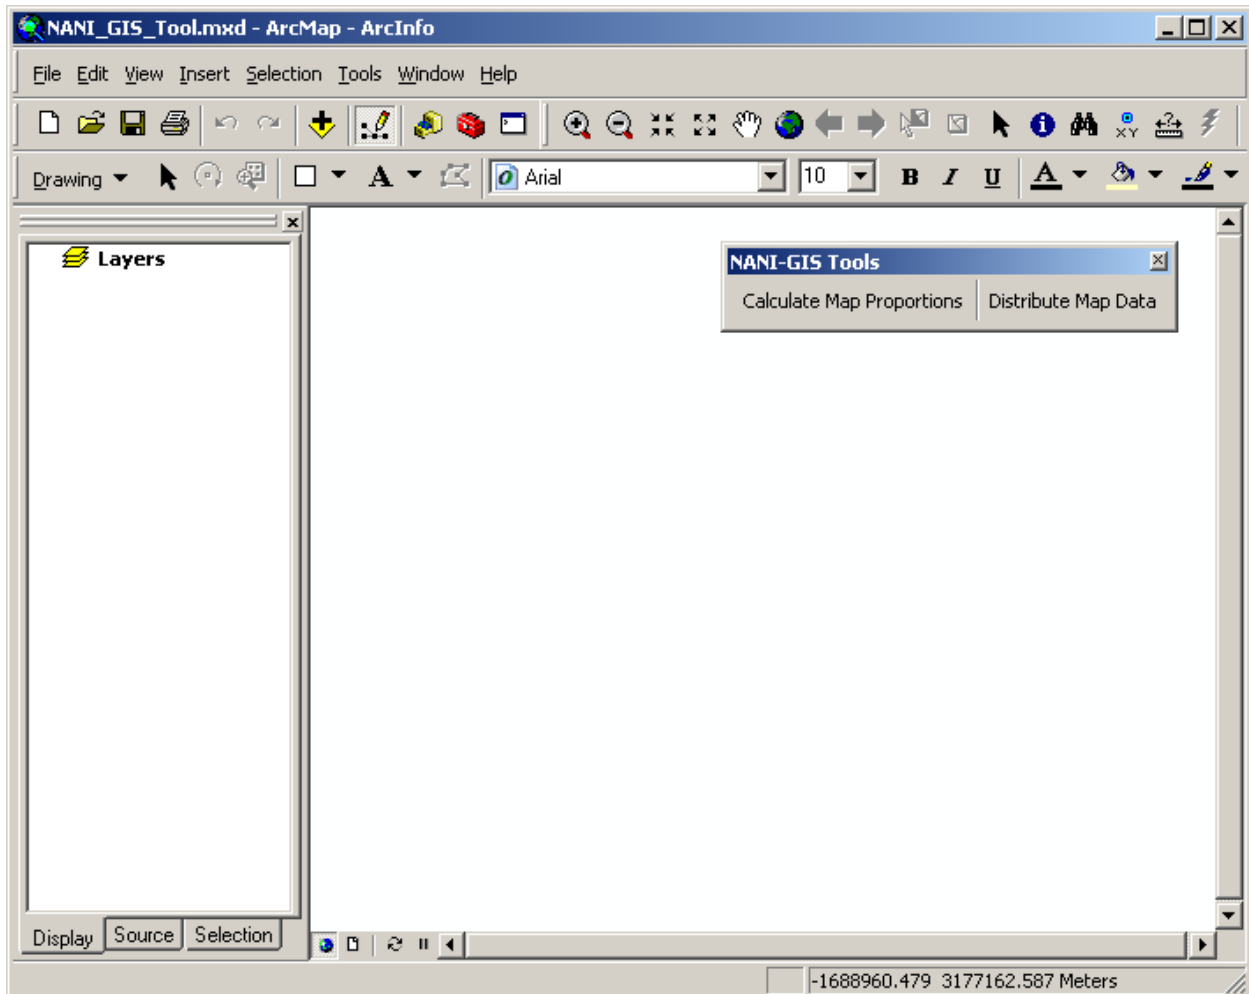 NANI_GIS_Tool.mxd - ArcMap - ArcInfo
File Edit View Insert Selection Tools Window Help
XY
Drawing A Arial 10 B I U A
Layers
NANI-GIS Tools
Calculate Map Proportions Distribute Map Data
Display Source Selection
-1688960.479 3177162.587 Meters